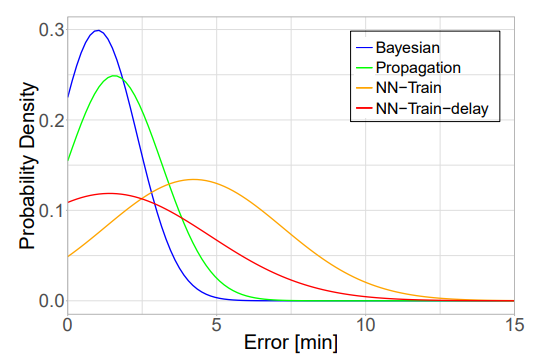 Bayesian
Propagation
NN−Train
NN−Train−delay
Probability Density
0.3
0.2
0.1
0.0
0 5 10 15
Error [min]